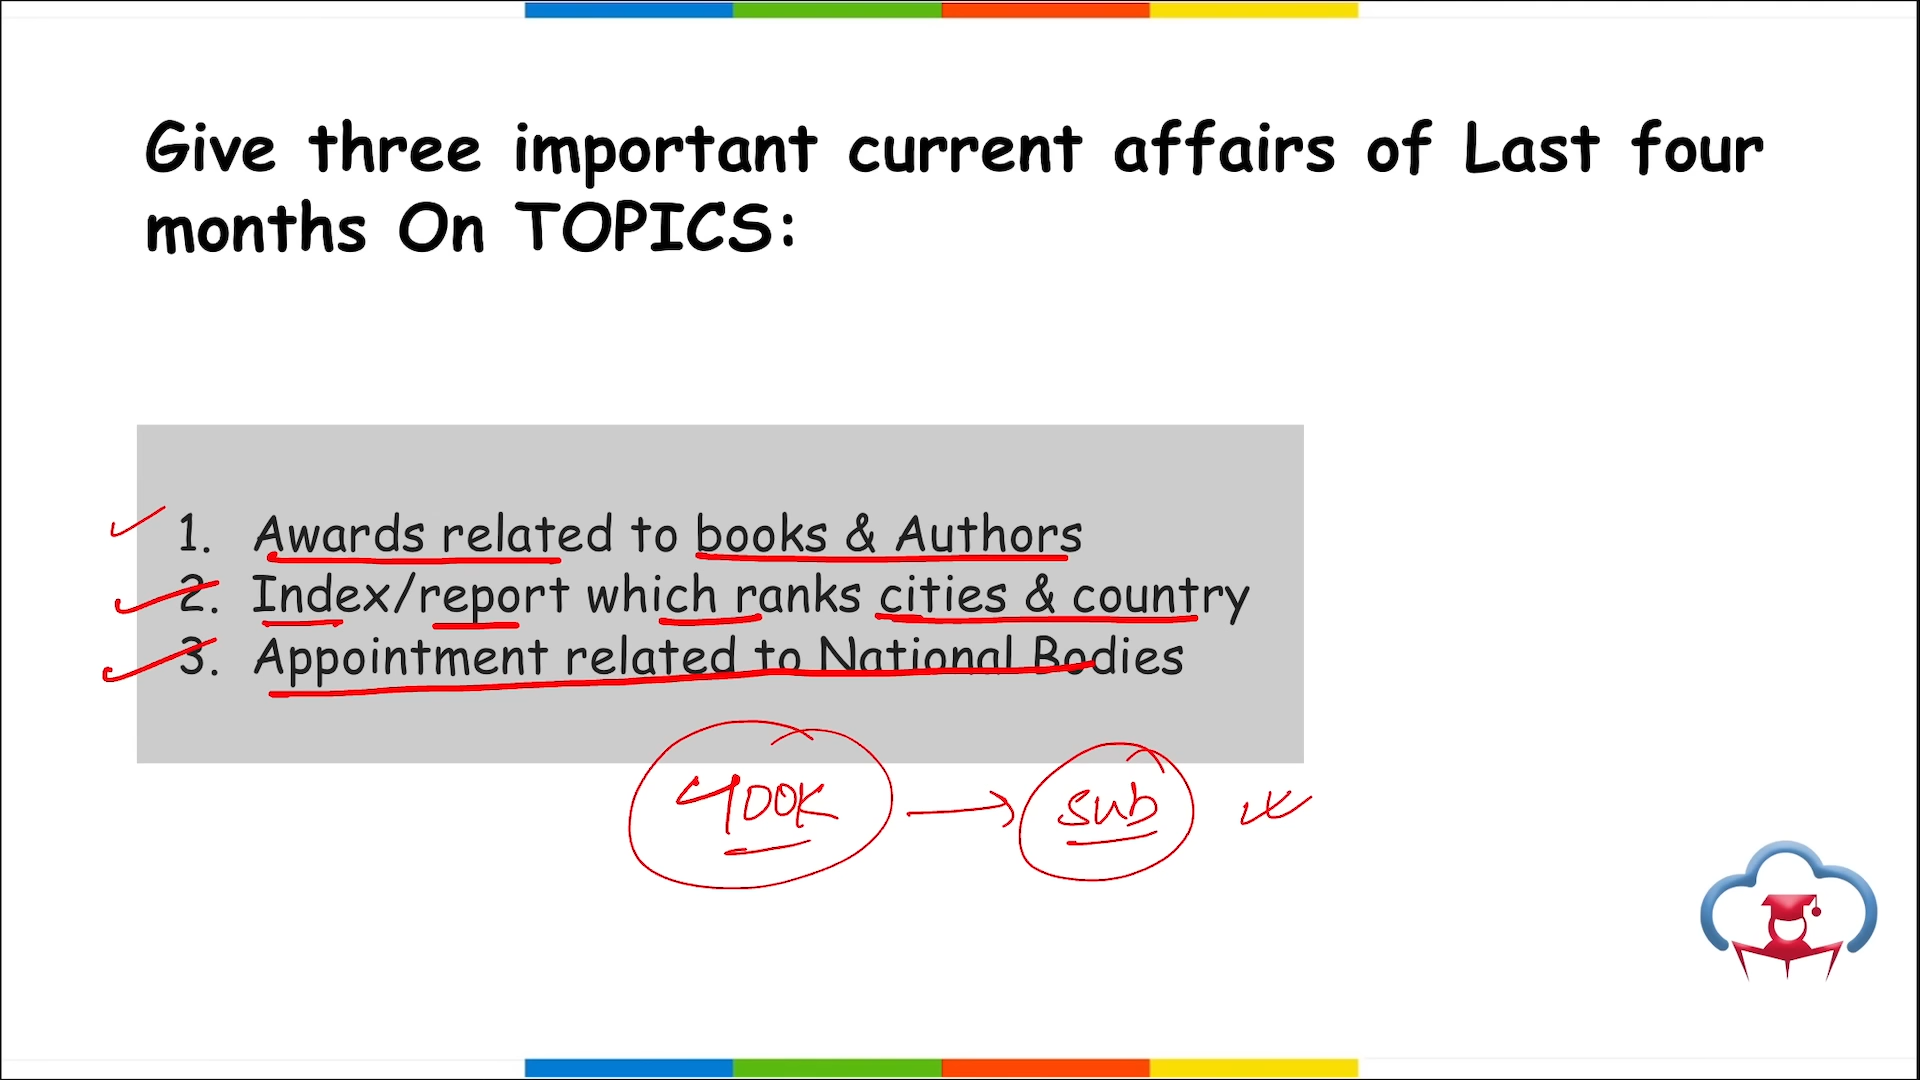 Give three important current affairs of Last four
months On TOPICS:
1. Awards related to books & Authors
2. Index/report which ranks cities & country
3. Appointment related to National Bodies
400K → sub